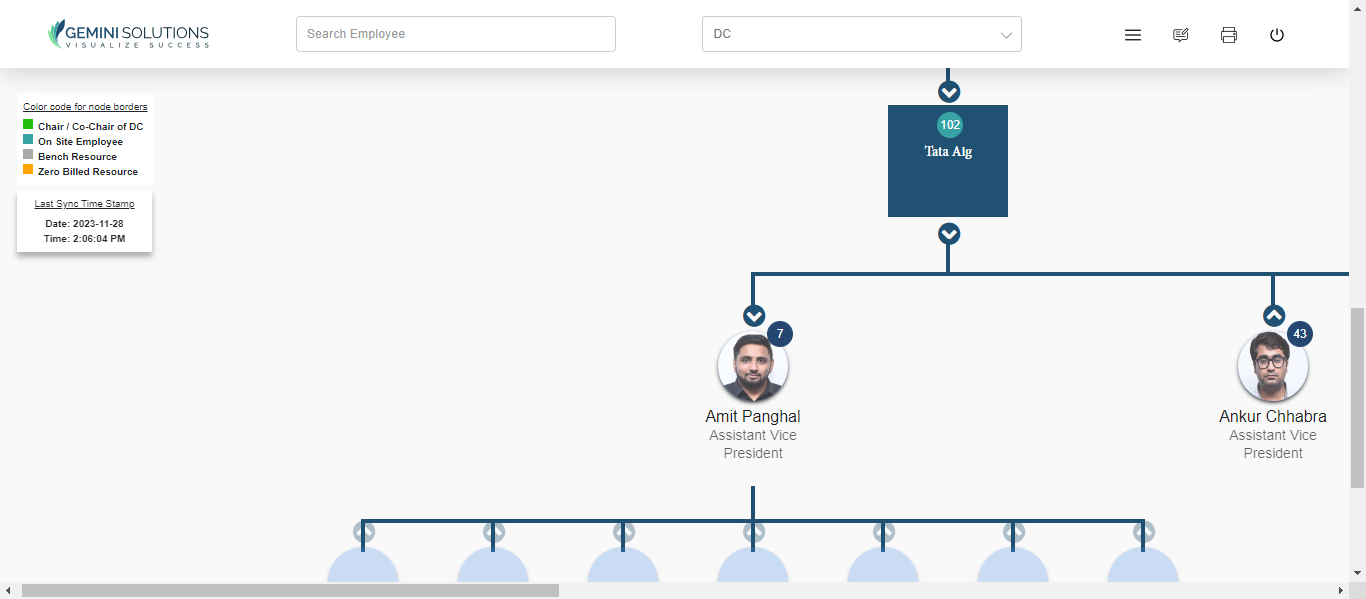 GEMINI SOLUTIONS
VISUALIZE SUCCESS
Search Employee
DC
Color code for node borders
Chair / Co-Chair of DC
On Site Employee
Bench Resource
Zero Billed Resource
Last Sync Time Stamp
Date: 2023-11-28
Time: 2:06:04 PM
102
Tata Aig
7
Amit Panghal
Assistant Vice
President
43
Ankur Chhabra
Assistant Vice
President